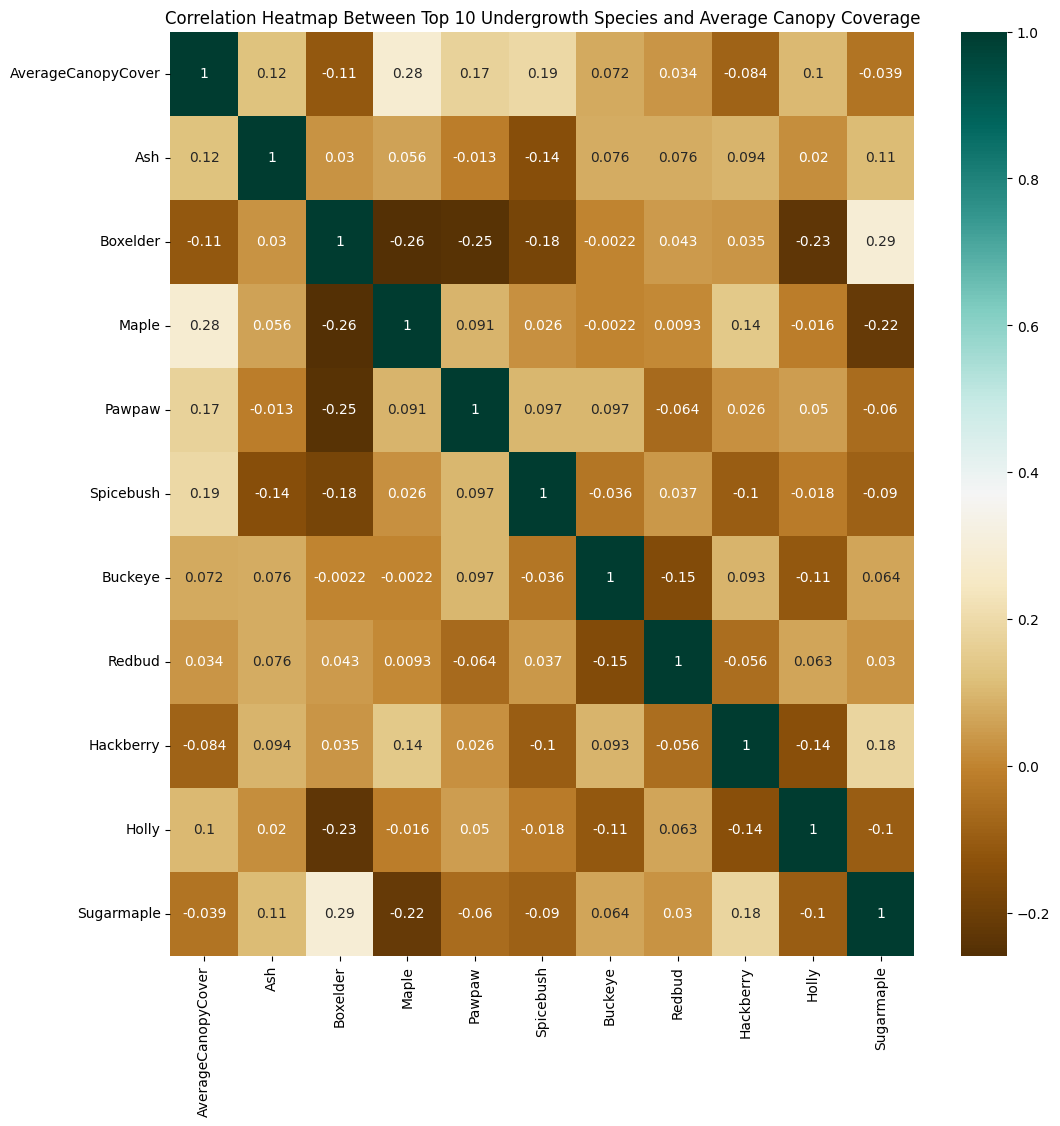 Correlation Heatmap Between Top 10 Undergrowth Species and Average Canopy Coverage
AverageCanopyCover 1 0.12 -0.11 0.28 0.17 0.19 0.072 0.034 -0.084 0.1 -0.039
Ash 0.12 1 0.03 0.056 -0.013 -0.14 0.076 0.076 0.094 0.02 0.11
Boxelder -0.11 0.03 1 -0.26 -0.25 -0.18 -0.0022 0.043 0.035 -0.23 0.29
Maple 0.28 0.056 -0.26 1 0.091 0.026 -0.0022 0.0093 0.14 -0.016 -0.22
Pawpaw 0.17 -0.013 -0.25 0.091 1 0.097 0.097 -0.064 0.026 0.05 -0.06
Spicebush 0.19 -0.14 -0.18 0.026 0.097 1 -0.036 0.037 -0.1 -0.018 -0.09
Buckeye 0.072 0.076 -0.0022 -0.0022 0.097 -0.036 1 -0.15 0.093 -0.11 0.064
Redbud 0.034 0.076 0.043 0.0093 -0.064 0.037 -0.15 1 -0.056 0.063 0.03
Hackberry -0.084 0.094 0.035 0.14 0.026 -0.1 0.093 -0.056 1 -0.14 0.18
Holly 0.1 0.02 -0.23 -0.016 0.05 -0.018 -0.11 0.063 -0.14 1 -0.1
Sugarmaple -0.039 0.11 0.29 -0.22 -0.06 -0.09 0.064 0.03 0.18 -0.1 1
AverageCanopyCover
Ash
Boxelder
Maple
Pawpaw
Spicebush
Buckeye
Redbud
Hackberry
Holly
Sugarmaple
1.0
0.8
0.6
0.4
0.2
0.0
−0.2